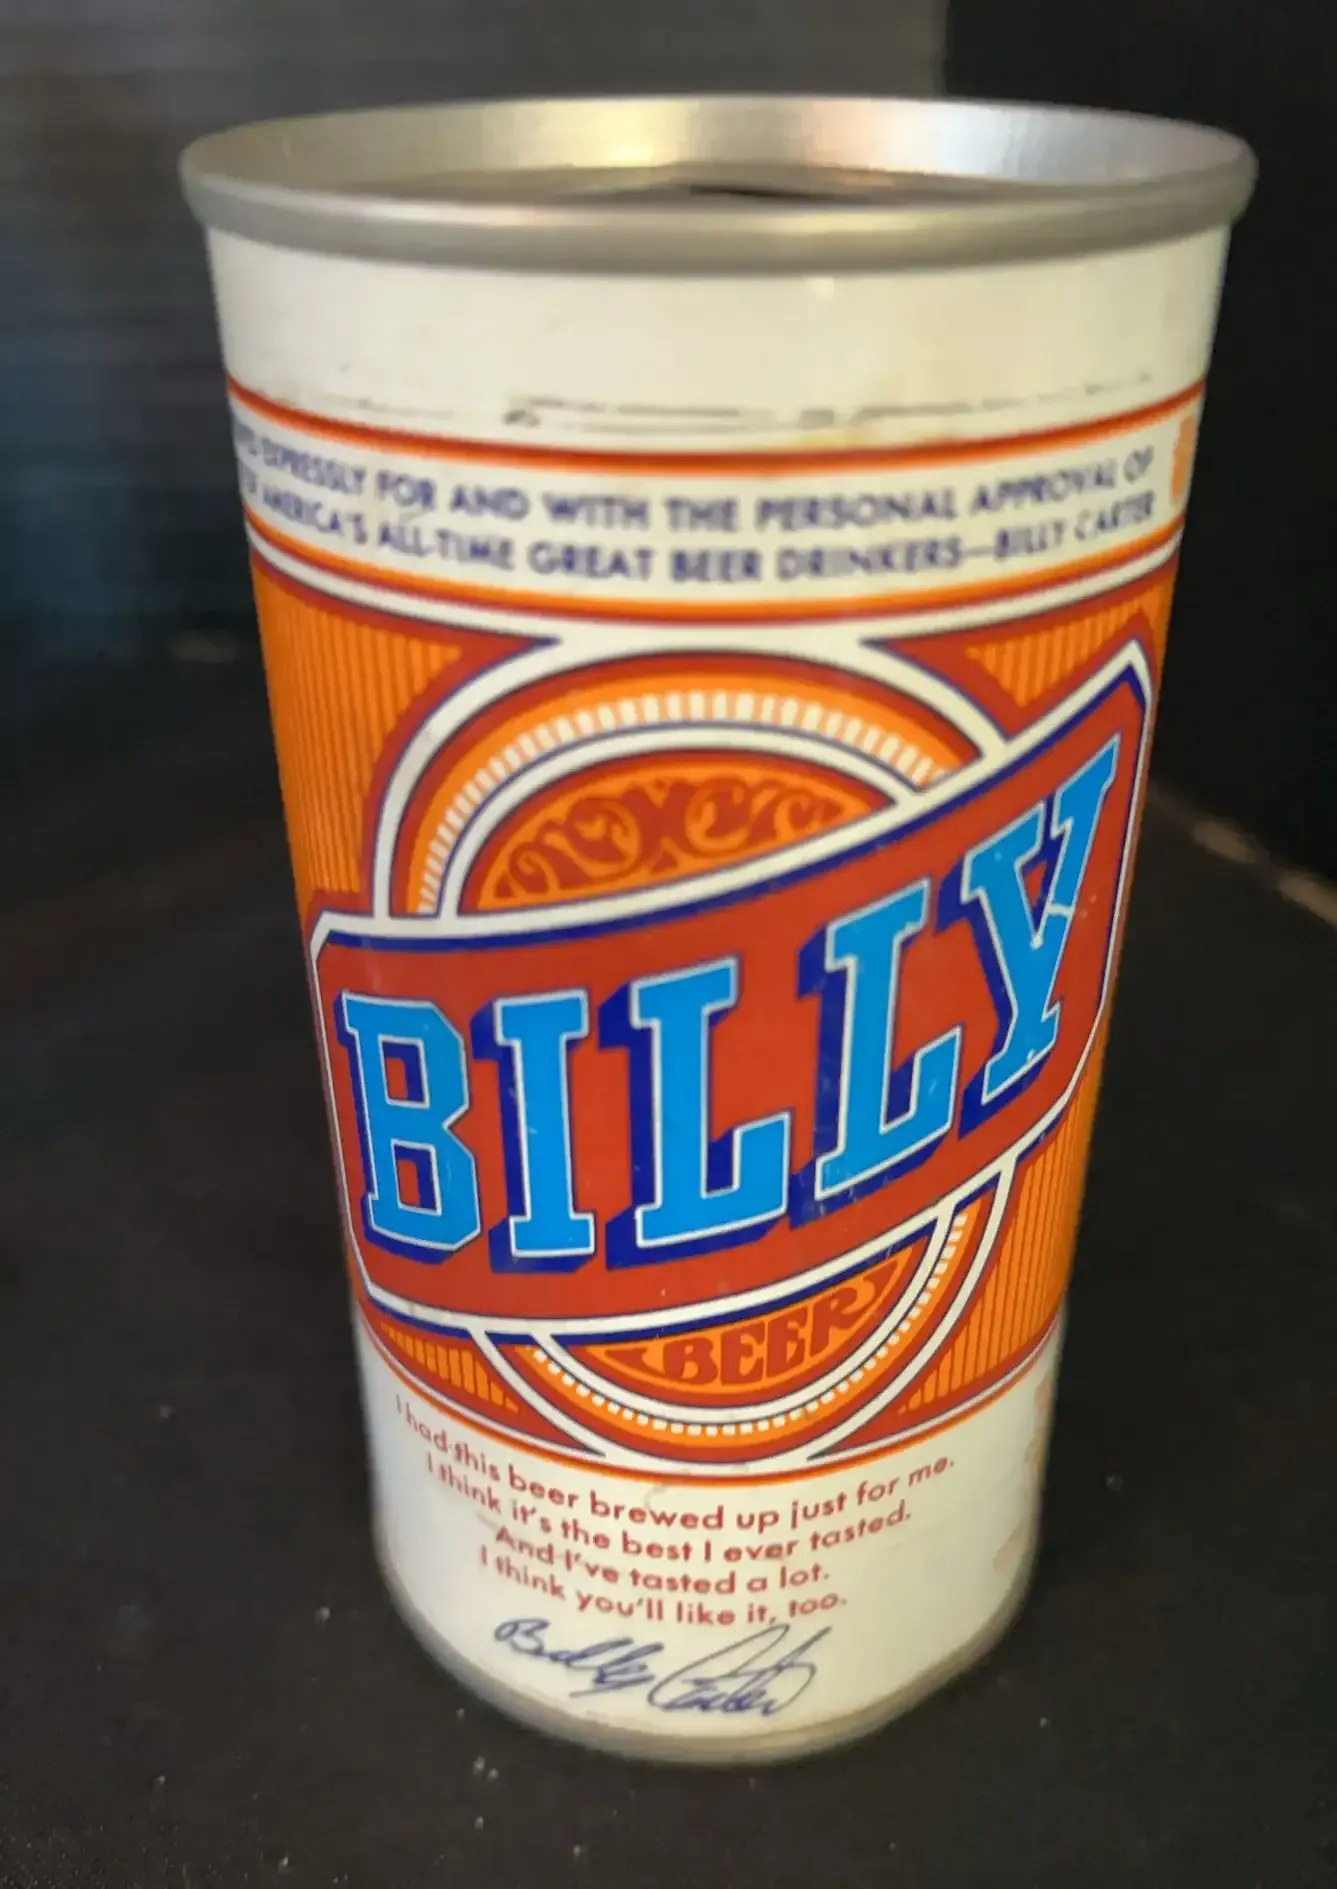 EXPRESSLY FOR AND WITH THE PERSONAL APPROVAL OF
AMERICA'S ALL-TIME GREAT BEER DRINKERS—BILLY CARTER
BILLY
BEER
I had this beer brewed up just for me.
I think it's the best I ever tasted.
And I've tasted a lot.
I think you'll like it, too.
Billy Carter